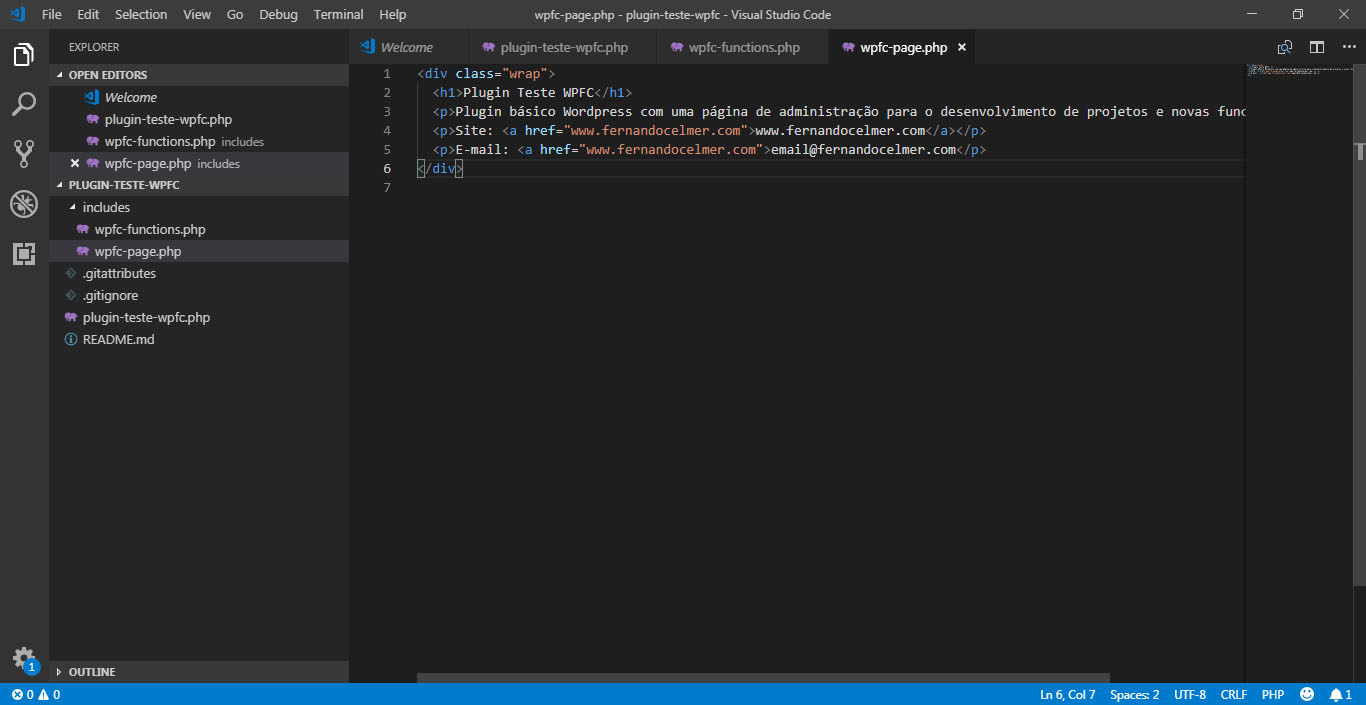 File Edit Selection View Go Debug Terminal Help wpfc-page.php - plugin-teste-wpfc - Visual Studio Code
EXPLORER
OPEN EDITORS
Welcome
plugin-teste-wpfc.php
wpfc-functions.php includes
wpfc-page.php includes
PLUGIN-TESTE-WPFC
includes
wpfc-functions.php
wpfc-page.php
.gitattributes
.gitignore
plugin-teste-wpfc.php
README.md
OUTLINE
1
Welcome plugin-teste-wpfc.php wpfc-functions.php wpfc-page.php
1 <div class="wrap">
2 <h1>Plugin Teste WPFC</h1>
3 <p>Plugin básico Wordpress com uma página de administração para o desenvolvimento de projetos e novas func
4 <p>Site: <a href="www.fernandocelmer.com">www.fernandocelmer.com</a></p>
5 <p>E-mail: <a href="www.fernandocelmer.com">email@fernandocelmer.com</p>
6 </div>
7
0 0 Ln 6, Col 7 Spaces: 2 UTF-8 CRLF PHP 1